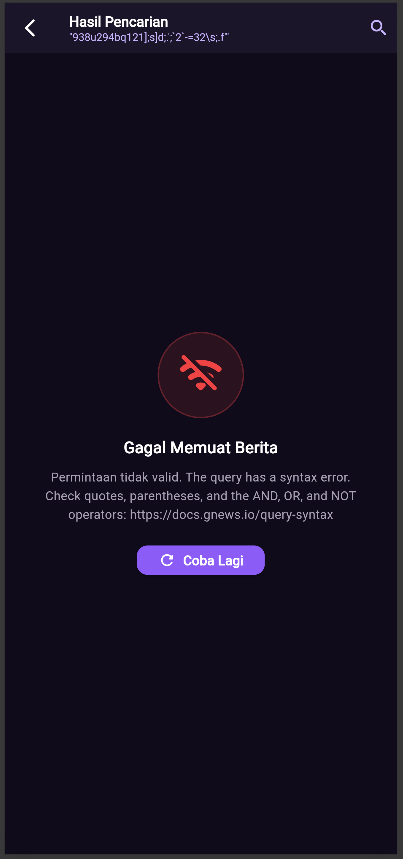 Hasil Pencarian
"938u294bq121];s]d;.';`2`-=32\s;.f'"
Gagal Memuat Berita
Permintaan tidak valid. The query has a syntax error.
Check quotes, parentheses, and the AND, OR, and NOT
operators: https://docs.gnews.io/query-syntax
Coba Lagi